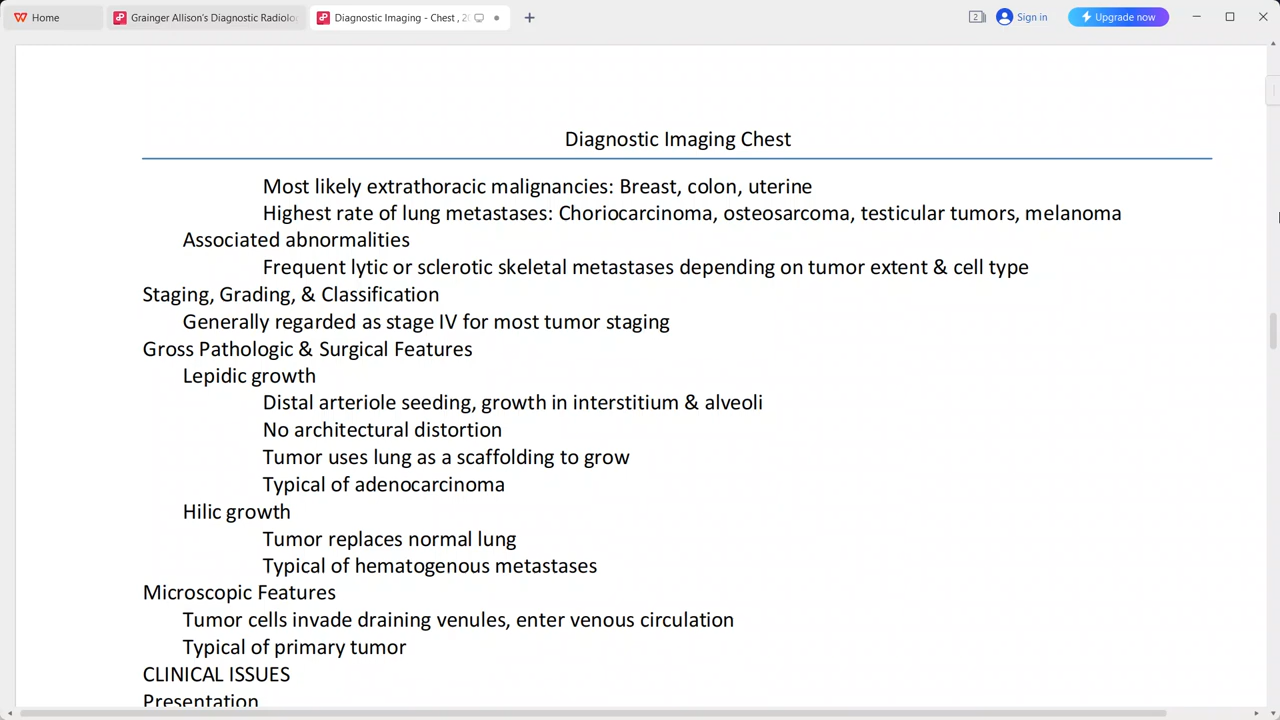 Home
Grainger Allison's Diagnostic Radiolo
Diagnostic Imaging - Chest , 2
2
Sign in
Upgrade now
Diagnostic Imaging Chest
Most likely extrathoracic malignancies: Breast, colon, uterine
Highest rate of lung metastases: Choriocarcinoma, osteosarcoma, testicular tumors, melanoma
Associated abnormalities
Frequent lytic or sclerotic skeletal metastases depending on tumor extent & cell type
Staging, Grading, & Classification
Generally regarded as stage IV for most tumor staging
Gross Pathologic & Surgical Features
Lepidic growth
Distal arteriole seeding, growth in interstitium & alveoli
No architectural distortion
Tumor uses lung as a scaffolding to grow
Typical of adenocarcinoma
Hilic growth
Tumor replaces normal lung
Typical of hematogenous metastases
Microscopic Features
Tumor cells invade draining venules, enter venous circulation
Typical of primary tumor
CLINICAL ISSUES
Presentation